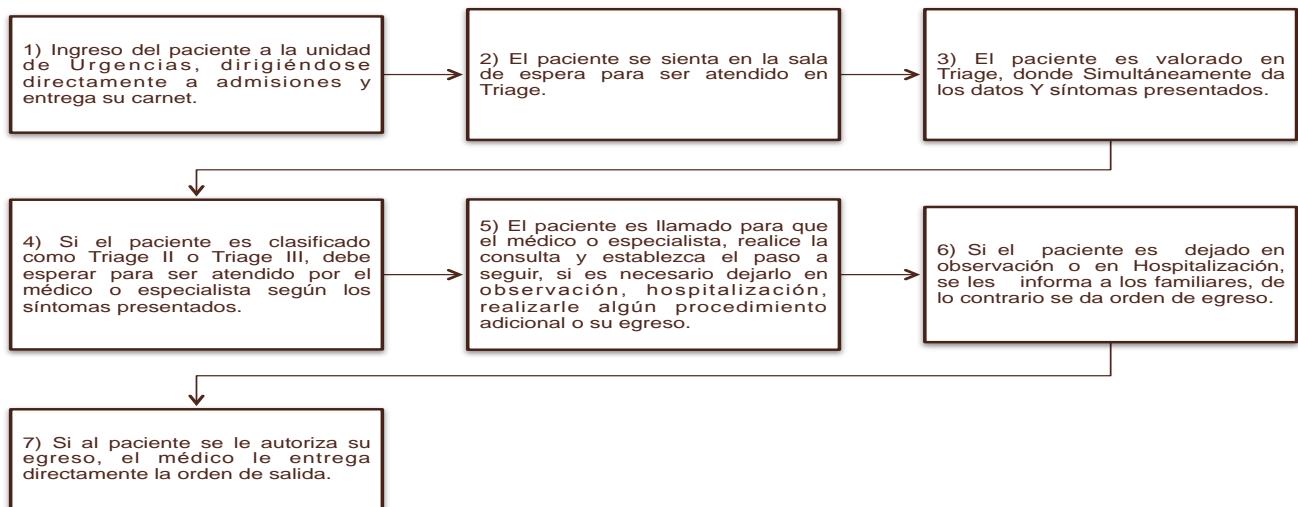 1) Ingreso del paciente a la unidad
de Urgencias, dirigiéndose
directamente a admisiones y
entrega su carnet.
2) El paciente se sienta en la sala
de espera para ser atendido en
Triage.
3) El paciente es valorado en
Triage, donde Simultáneamente da
los datos Y síntomas presentados.
4) Si el paciente es clasificado
como Triage II o Triage III, debe
esperar para ser atendido por el
médico o especialista según los
síntomas presentados.
5) El paciente es llamado para que
el médico o especialista, realice la
consulta y establezca el paso a
seguir, si es necesario dejarlo en
observación, hospitalización,
realizarle algún procedimiento
adicional o su egreso.
6) Si el paciente es dejado en
observación o en Hospitalización,
se les informa a los familiares, de
lo contrario se da orden de egreso.
7) Si al paciente se le autoriza su
egreso, el médico le entrega
directamente la orden de salida.